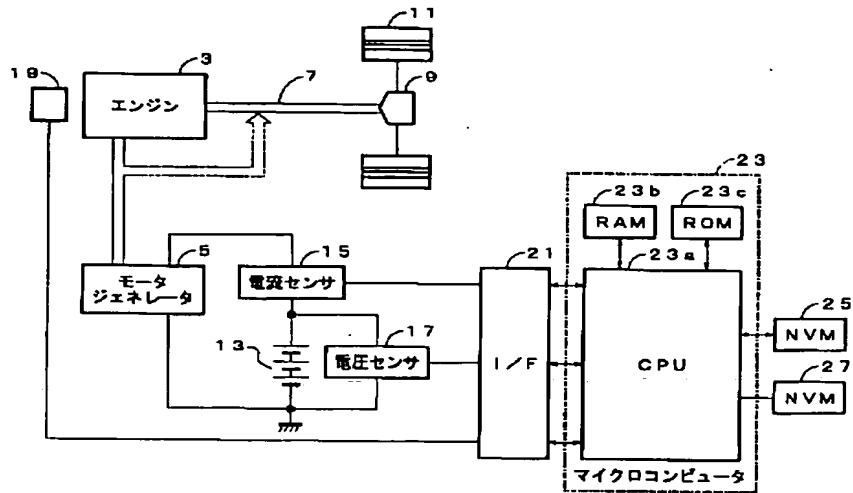 11
19
3
7
9
エンジン
23
23b
23c
RAM
ROM
5
15
21
23a
モータ
ジェネレータ
電流センサ
25
17
NVM
13
電圧センサ
I/F
CPU
27
NVM
マイクロコンピュータ